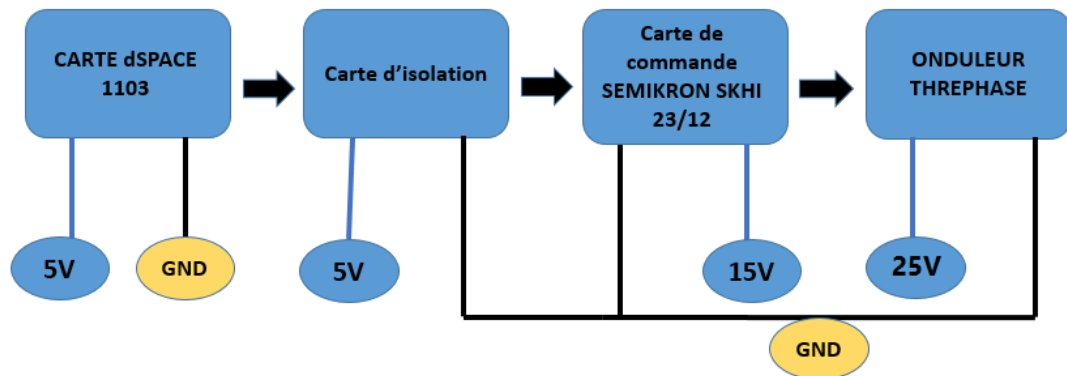 CARTE dSPACE
1103
Carte d'isolation
Carte de
commande
SEMIKRON SKHI
23/12
ONDULEUR
THREPHASE
5V
GND
5V
15V
25V
GND